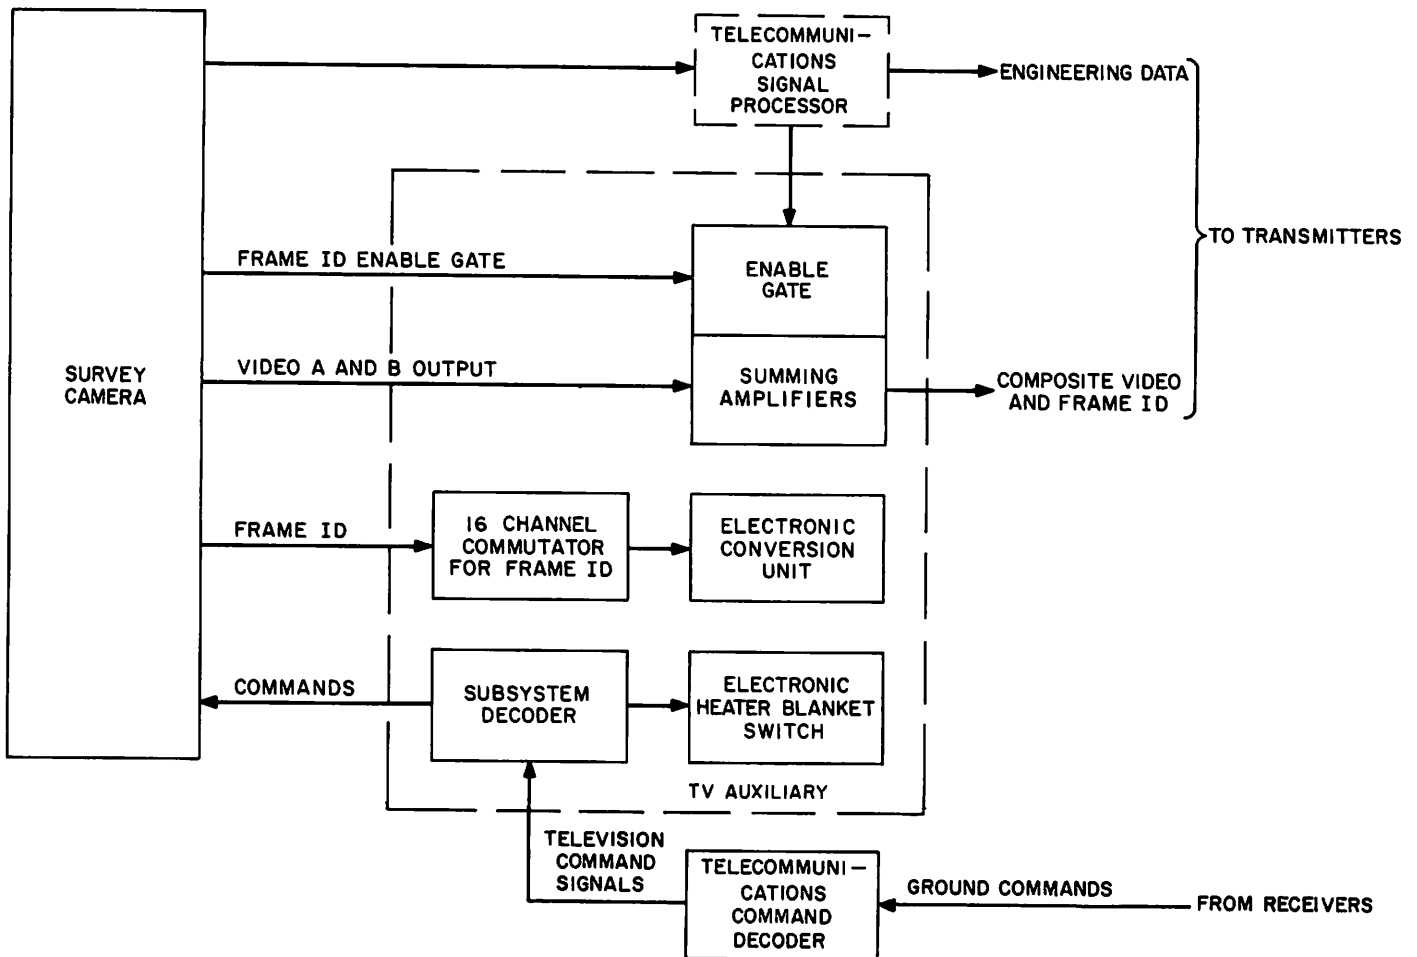 TELECOMMUNI-
CATIONS
SIGNAL
PROCESSOR
ENGINEERING DATA
TO TRANSMITTERS
FRAME ID ENABLE GATE
ENABLE
GATE
SURVEY
CAMERA
VIDEO A AND B OUTPUT
SUMMING
AMPLIFIERS
COMPOSITE VIDEO
AND FRAME ID
FRAME ID
16 CHANNEL
COMMUTATOR
FOR FRAME ID
ELECTRONIC
CONVERSION
UNIT
COMMANDS
SUBSYSTEM
DECODER
ELECTRONIC
HEATER BLANKET
SWITCH
TV AUXILIARY
TELEVISION
COMMAND
SIGNALS
TELECOMMUNI-
CATIONS
COMMAND
DECODER
GROUND COMMANDS
FROM RECEIVERS